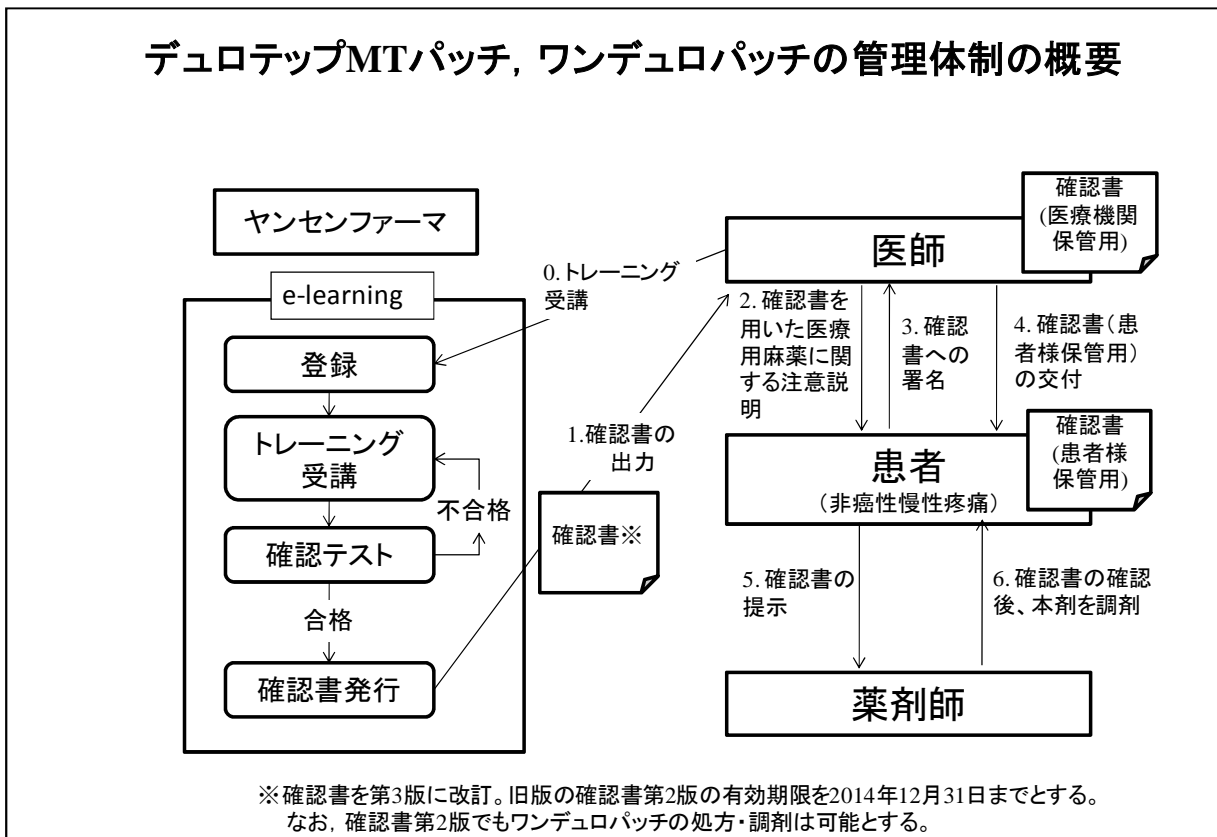 デュロテップMTパッチ，ワンデュロパッチの管理体制の概要
ヤンセンファーマ
e-learning
登録
トレーニング
受講
確認テスト
不合格
合格
確認書発行
0.トレーニング
受講
1.確認書の
出力
確認書※
医師
確認書
(医療機関
保管用)
2.確認書を
用いた医療
用麻薬に関
する注意説
明
3.確認
書への
署名
4.確認書（患
者様保管用）
の交付
患者
（非癌性慢性疼痛）
確認書
(患者様
保管用)
5.確認書の
提示
6.確認書の確認
後、本剤を調剤
薬剤師
※確認書を第3版に改訂。旧版の確認書第2版の有効期限を2014年12月31日までとする。
なお，確認書第2版でもワンデュロパッチの処方・調剤は可能とする。